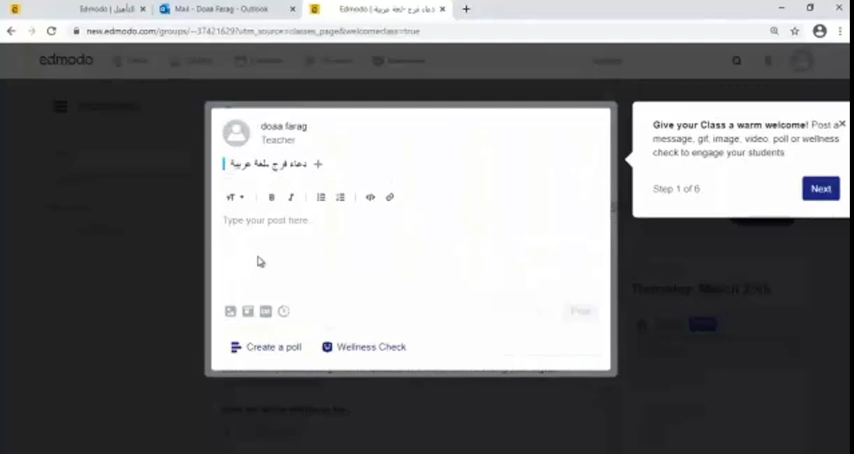 Edmodo | التأهيل
Mail - Doaa Farag - Outlook
Edmodo | دعاء فرج -لغة عربية
new.edmodo.com/groups/--37421629?utm_source=classes_page&welcomeclass=true
edmodo
doaa farag
Teacher
دعاء فرج -لغة عربية +
Type your post here..
Post
Create a poll
Wellness Check
Give your Class a warm welcome! Post a
message, gif, image, video, poll or wellness
check to engage your students
Step 1 of 6
Next
Thursday, March 25th